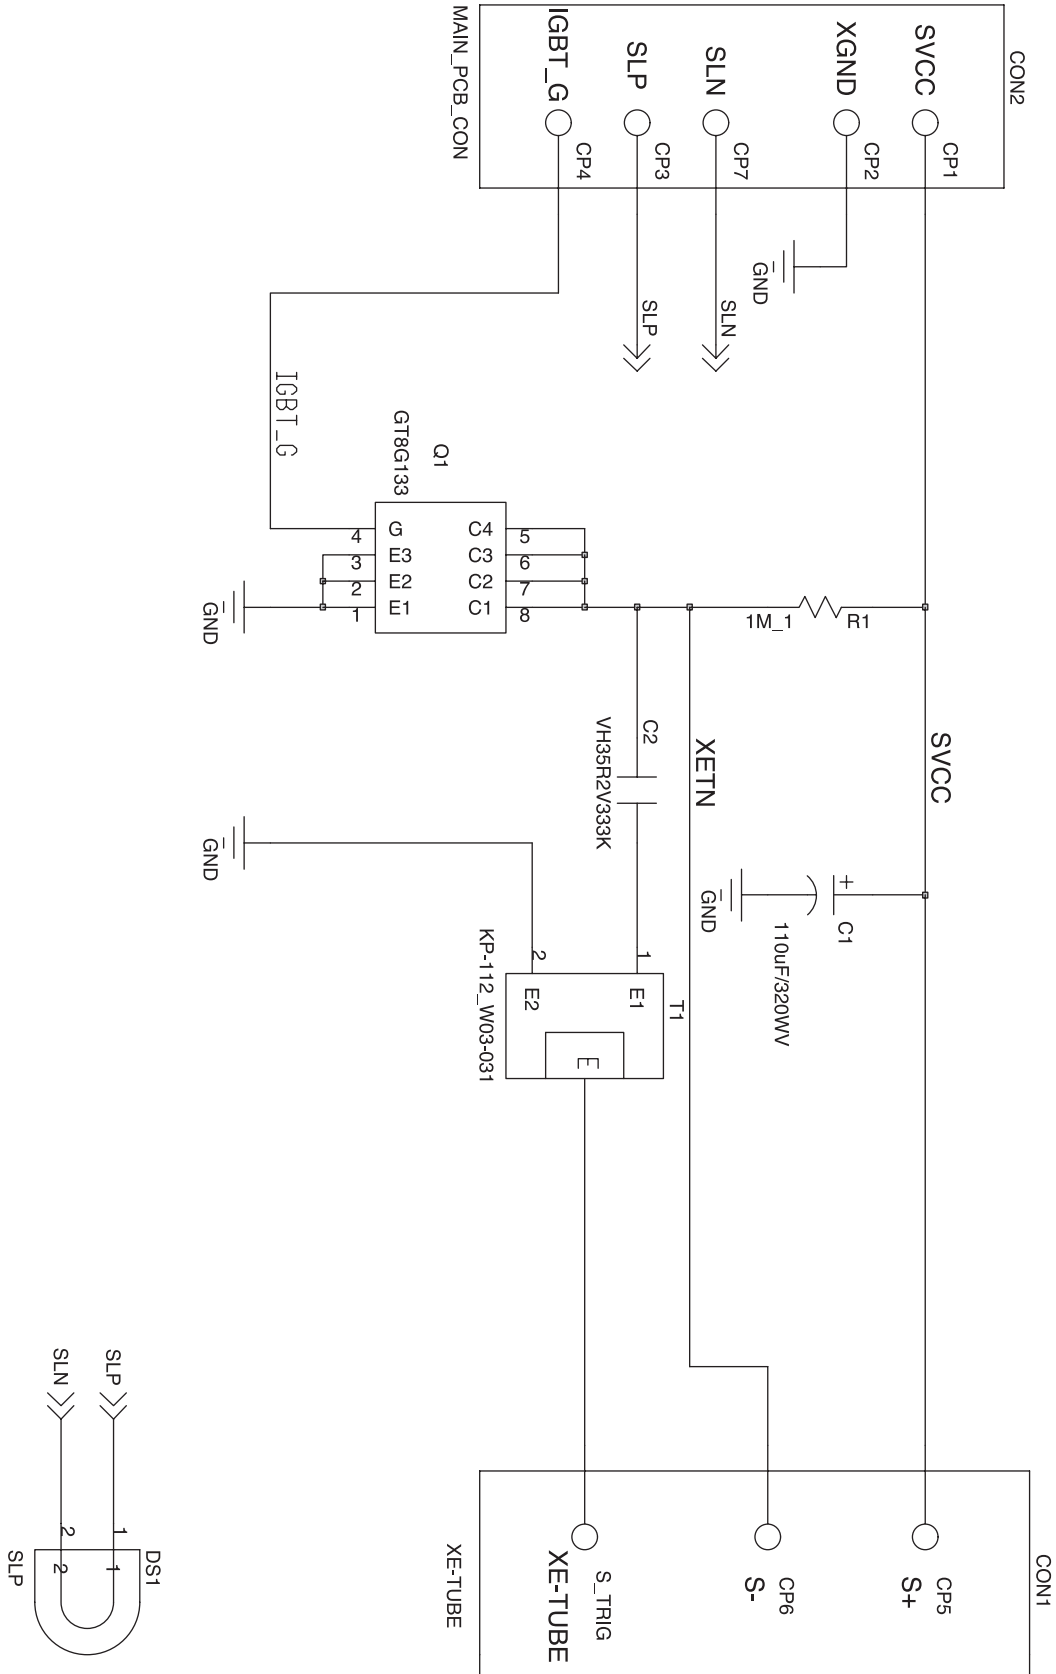 CON2
SVCC
CP1
XGND
CP2
GND
SLN
CP7
SLN
SLP
CP3
SLP
IGBT_G
CP4
MAIN_PCB_CON
IGBT_G
Q1
GT8G133
4 G C4 5
3 E3 C3 6
2 E2 C2 7
1 E1 C1 8
GND
1M_1 R1
SVCC
XETN
C2
VH35R2V333K
GND
+
C1
110uF/320WV
GND
1
2
E1
E2
E
T1
KP-112_W03-031
CON1
CP5
S+
CP6
S-
S_TRIG
XE-TUBE
XE-TUBE
SLP
SLN
1
2
1
2
DS1
SLP